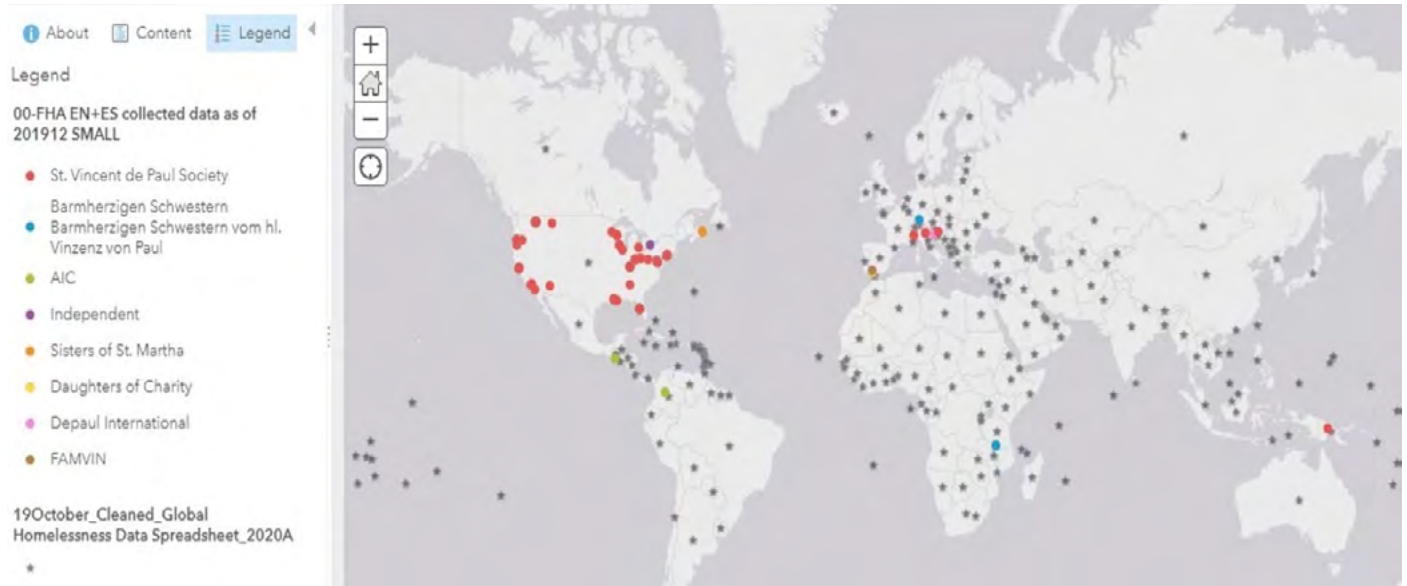 About Content Legend
Legend
00-FHA EN+ES collected data as of
201912 SMALL
St. Vincent de Paul Society
Barmherzigen Schwestern
Barmherzigen Schwestern vom hl.
Vinzenz von Paul
AIC
Independent
Sisters of St. Martha
Daughters of Charity
Depaul International
FAMVIN
19October_Cleaned_Global
Homelessness Data Spreadsheet_2020A